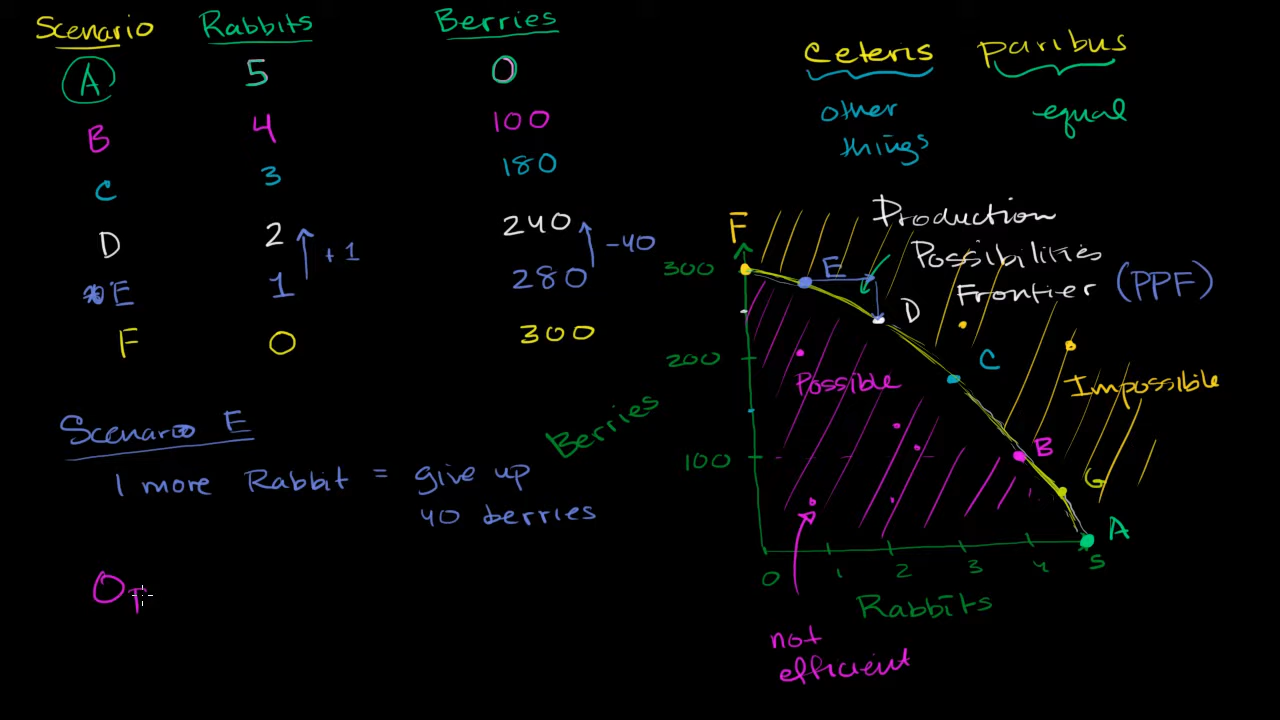 Scenario Rabbits Berries
A 5 0
B 4 100
C 3 180
D 2 240
+1 -40
E 1 280
F 0 300
Scenario E
1 more Rabbit = give up
40 berries
Op
Ceteris paribus
other equal
things
Production
Possibilities
Frontier (PPF)
F
300
E
D
200
C
Possible
Impossible
Berries
100
B
G
A
0 1 2 3 4 5
Rabbits
not
efficient